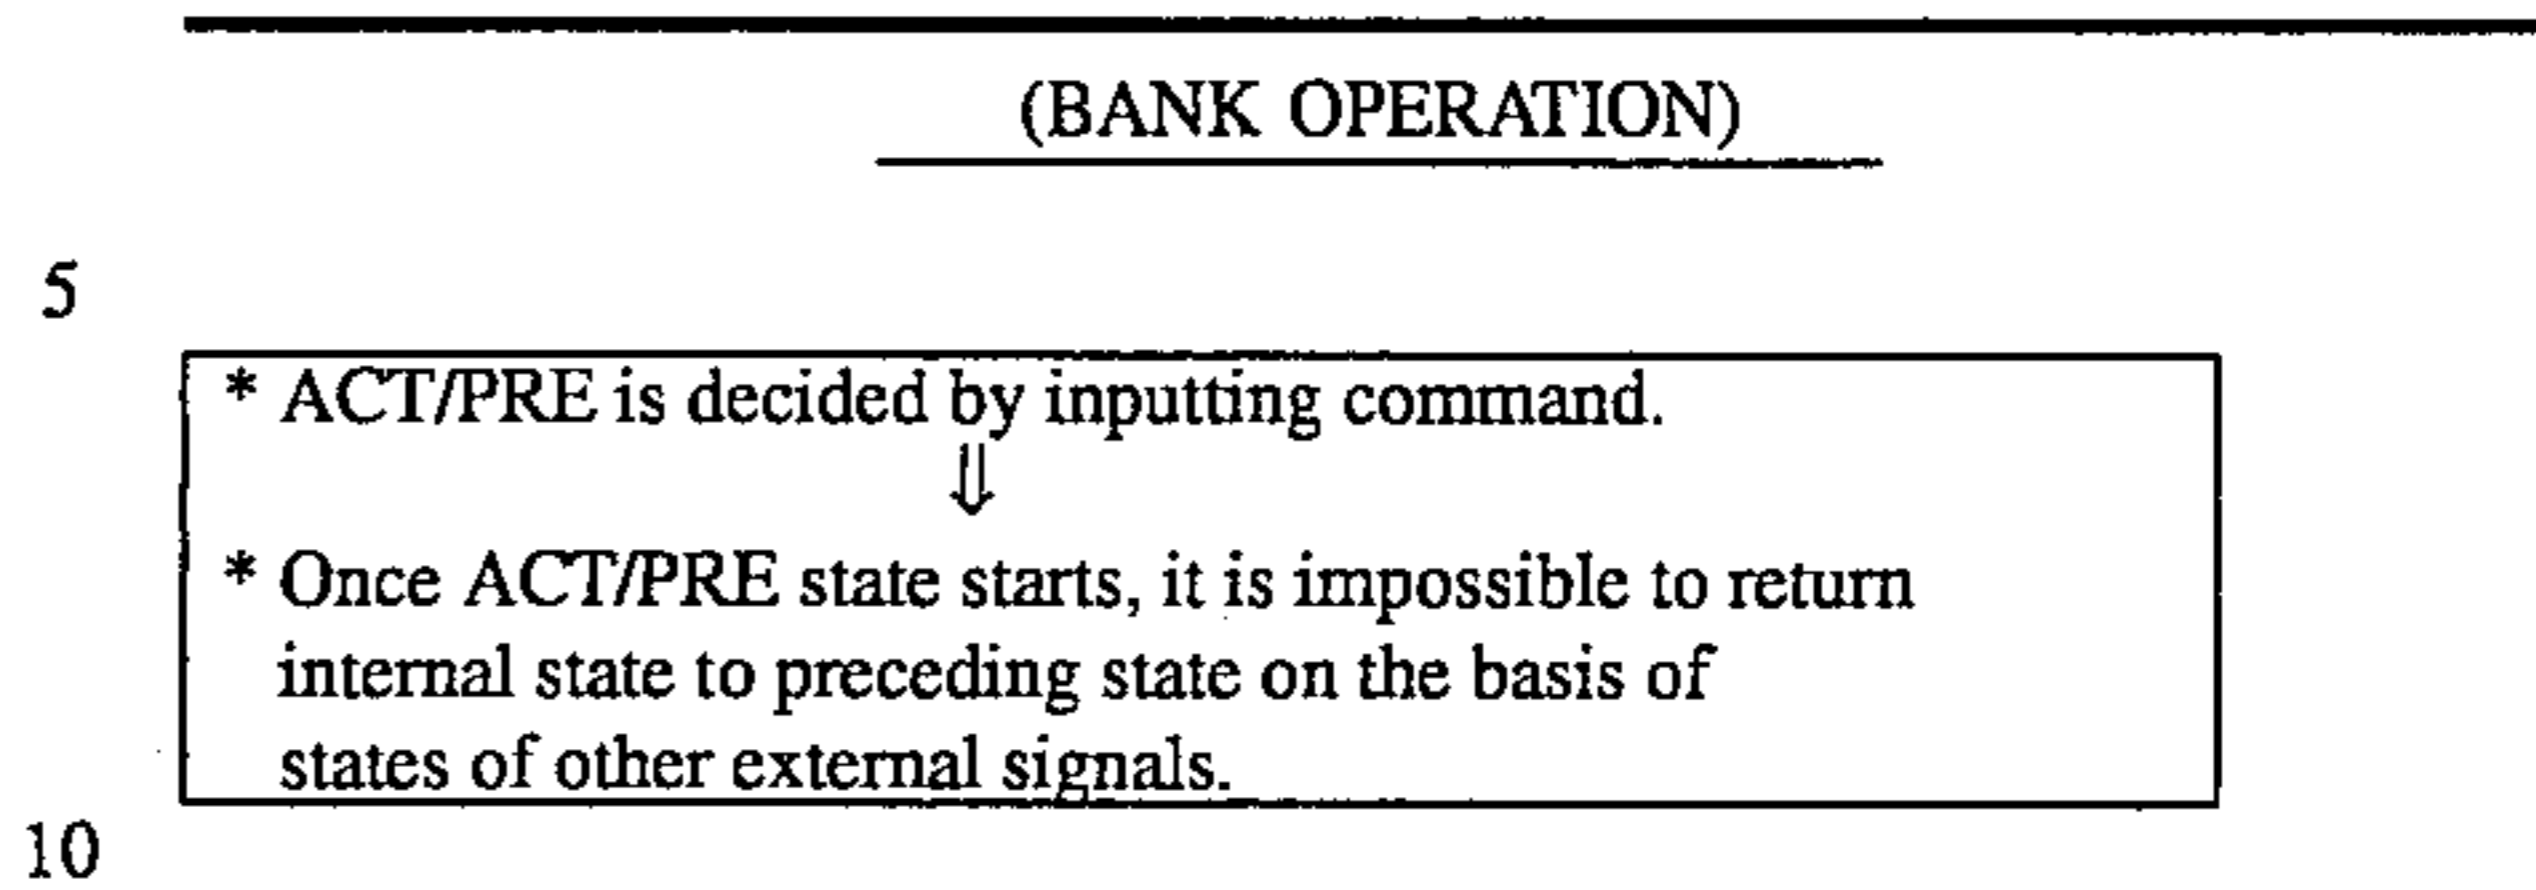 (BANK OPERATION)
5
* ACT/PRE is decided by inputting command.
⇓
* Once ACT/PRE state starts, it is impossible to return
internal state to preceding state on the basis of
states of other external signals.
10